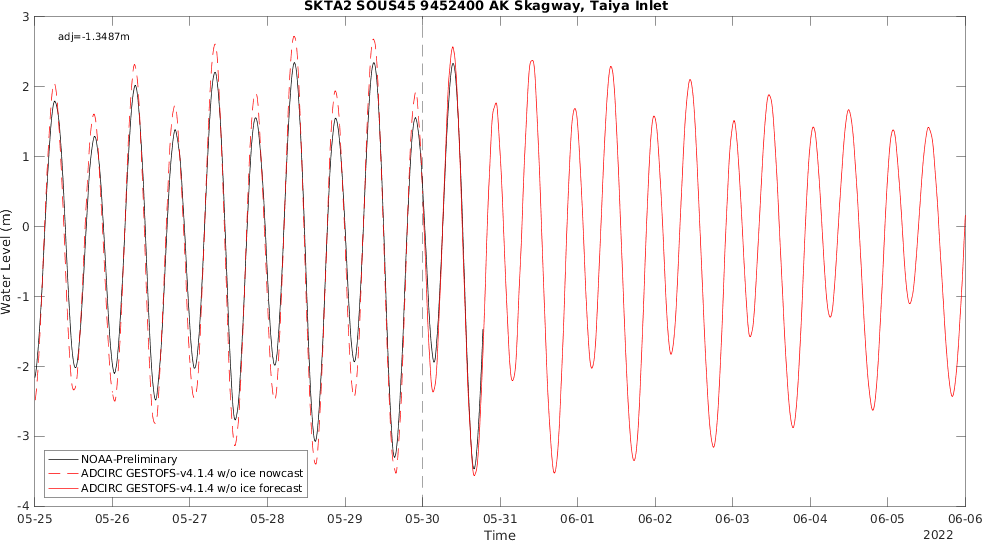 SKTA2 SOUS45 9452400 AK Skagway, Taiya Inlet
adj=-1.3487m
3
2
1
0
-1
-2
-3
-4
Water Level (m)
NOAA-Preliminary
ADCIRC GESTOFS-v4.1.4 w/o ice nowcast
ADCIRC GESTOFS-v4.1.4 w/o ice forecast
05-25 05-26 05-27 05-28 05-29 05-30 05-31 06-01 06-02 06-03 06-04 06-05 06-06
Time
2022